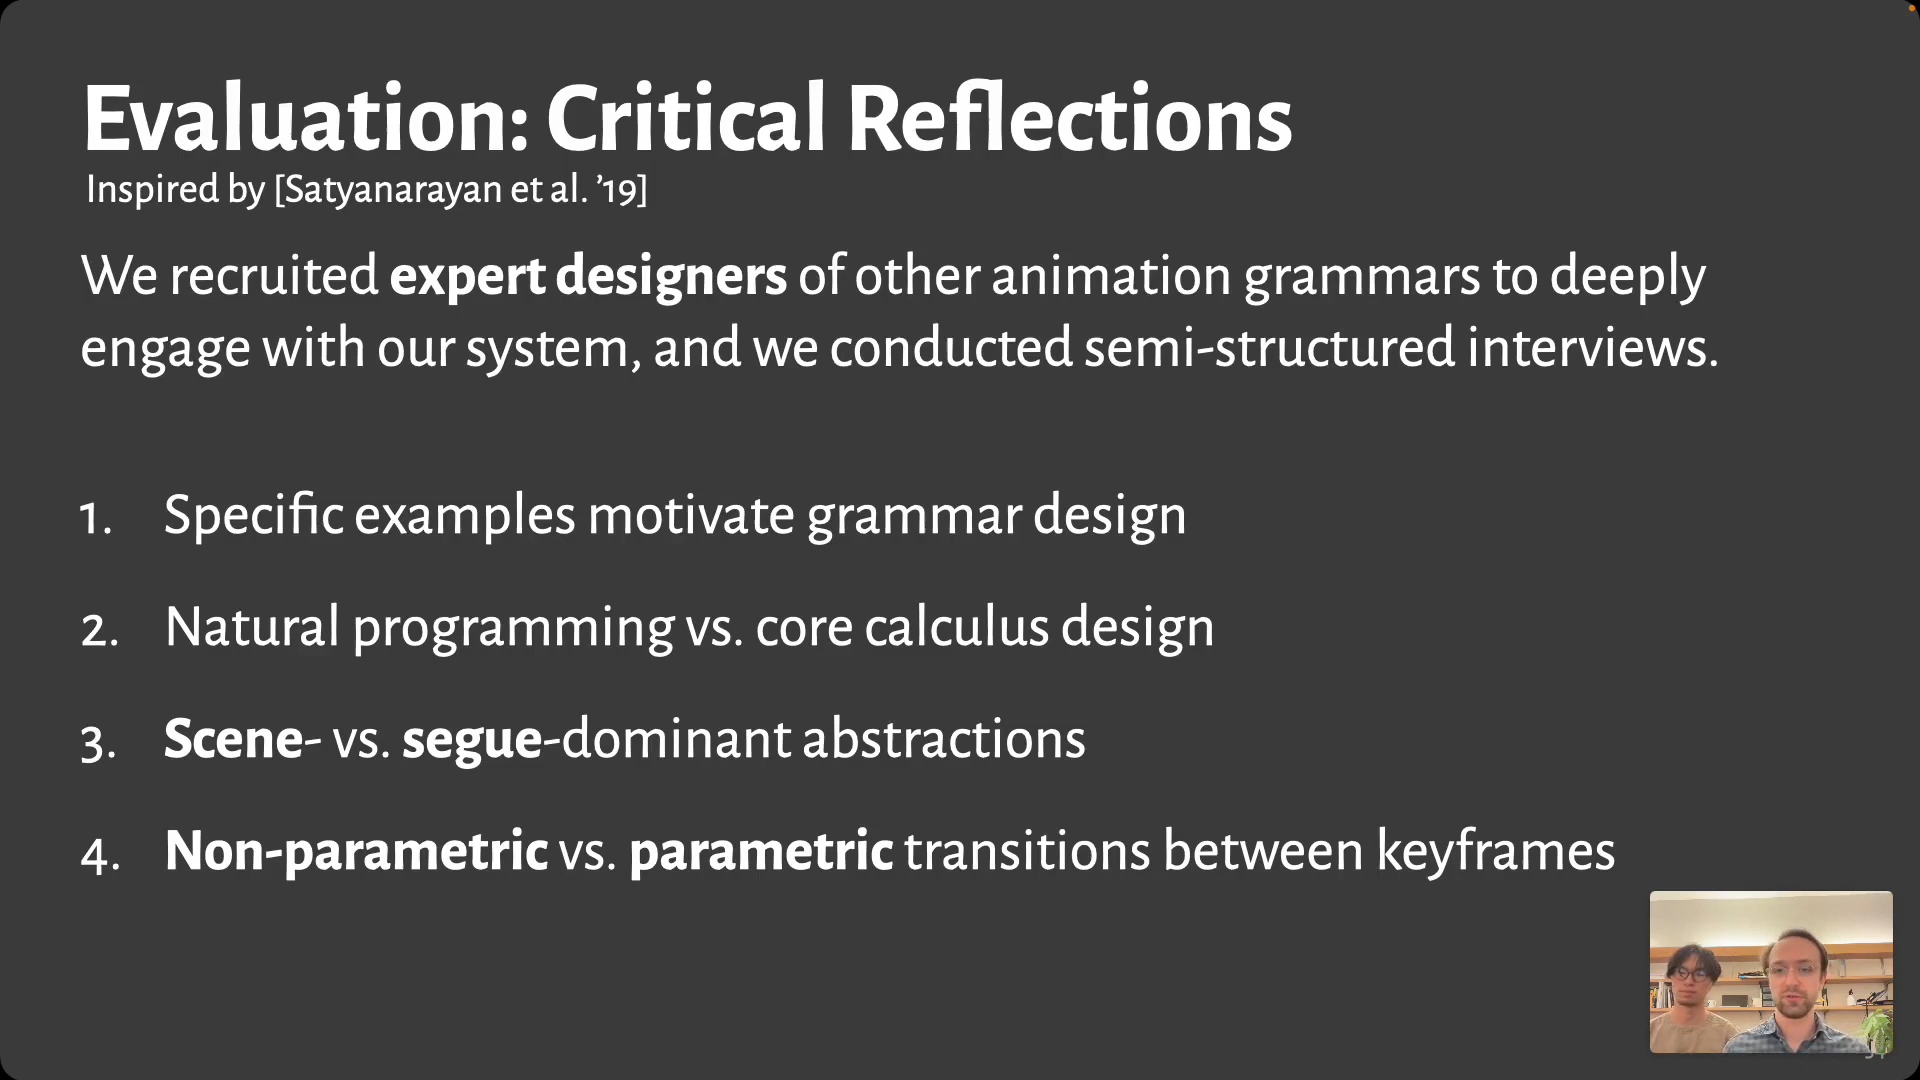 Evaluation: Critical Reflections
Inspired by [Satyanarayan et al. ’19]
We recruited expert designers of other animation grammars to deeply
engage with our system, and we conducted semi-structured interviews.
1. Specific examples motivate grammar design
2. Natural programming vs. core calculus design
3. Scene- vs. segue-dominant abstractions
4. Non-parametric vs. parametric transitions between keyframes